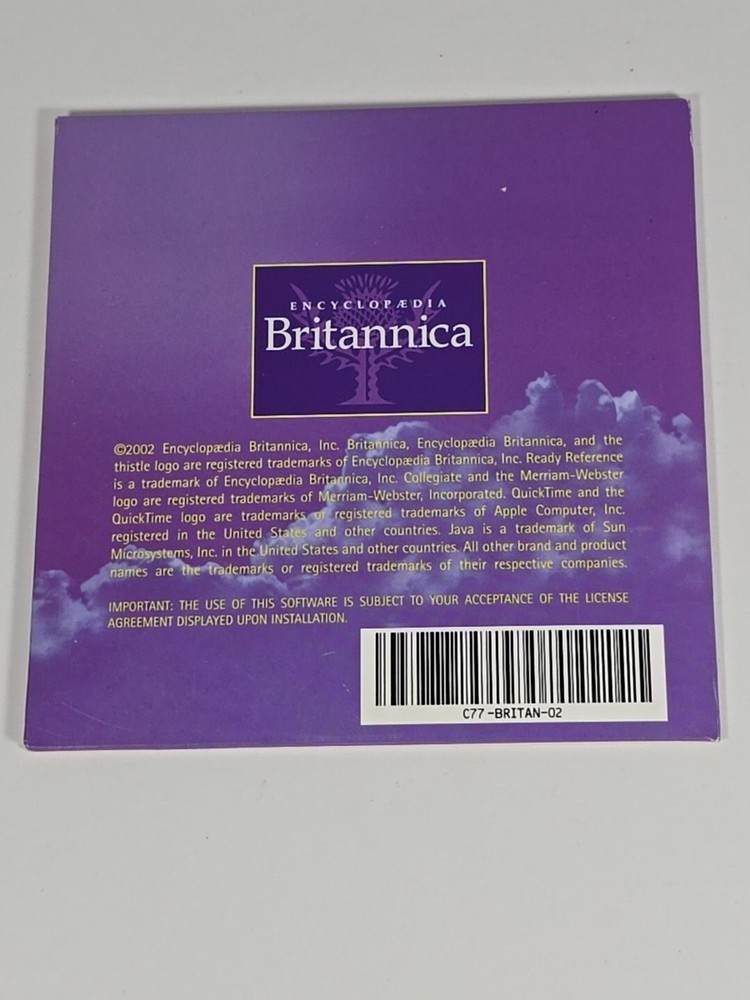 ENCYCLOPÆDIA
Britannica
©2002 Encyclopædia Britannica, Inc. Britannica, Encyclopædia Britannica, and the
thistle logo are registered trademarks of Encyclopædia Britannica, Inc. Ready Reference
is a trademark of Encyclopædia Britannica, Inc. Collegiate and the Merriam-Webster
logo are registered trademarks of Merriam-Webster, Incorporated. QuickTime and the
QuickTime logo are trademarks or registered trademarks of Apple Computer, Inc.
registered in the United States and other countries. Java is a trademark of Sun
Microsystems, Inc. in the United States and other countries. All other brand and product
names are the trademarks or registered trademarks of their respective companies.
IMPORTANT: THE USE OF THIS SOFTWARE IS SUBJECT TO YOUR ACCEPTANCE OF THE LICENSE
AGREEMENT DISPLAYED UPON INSTALLATION.
C77-BRITAN-02